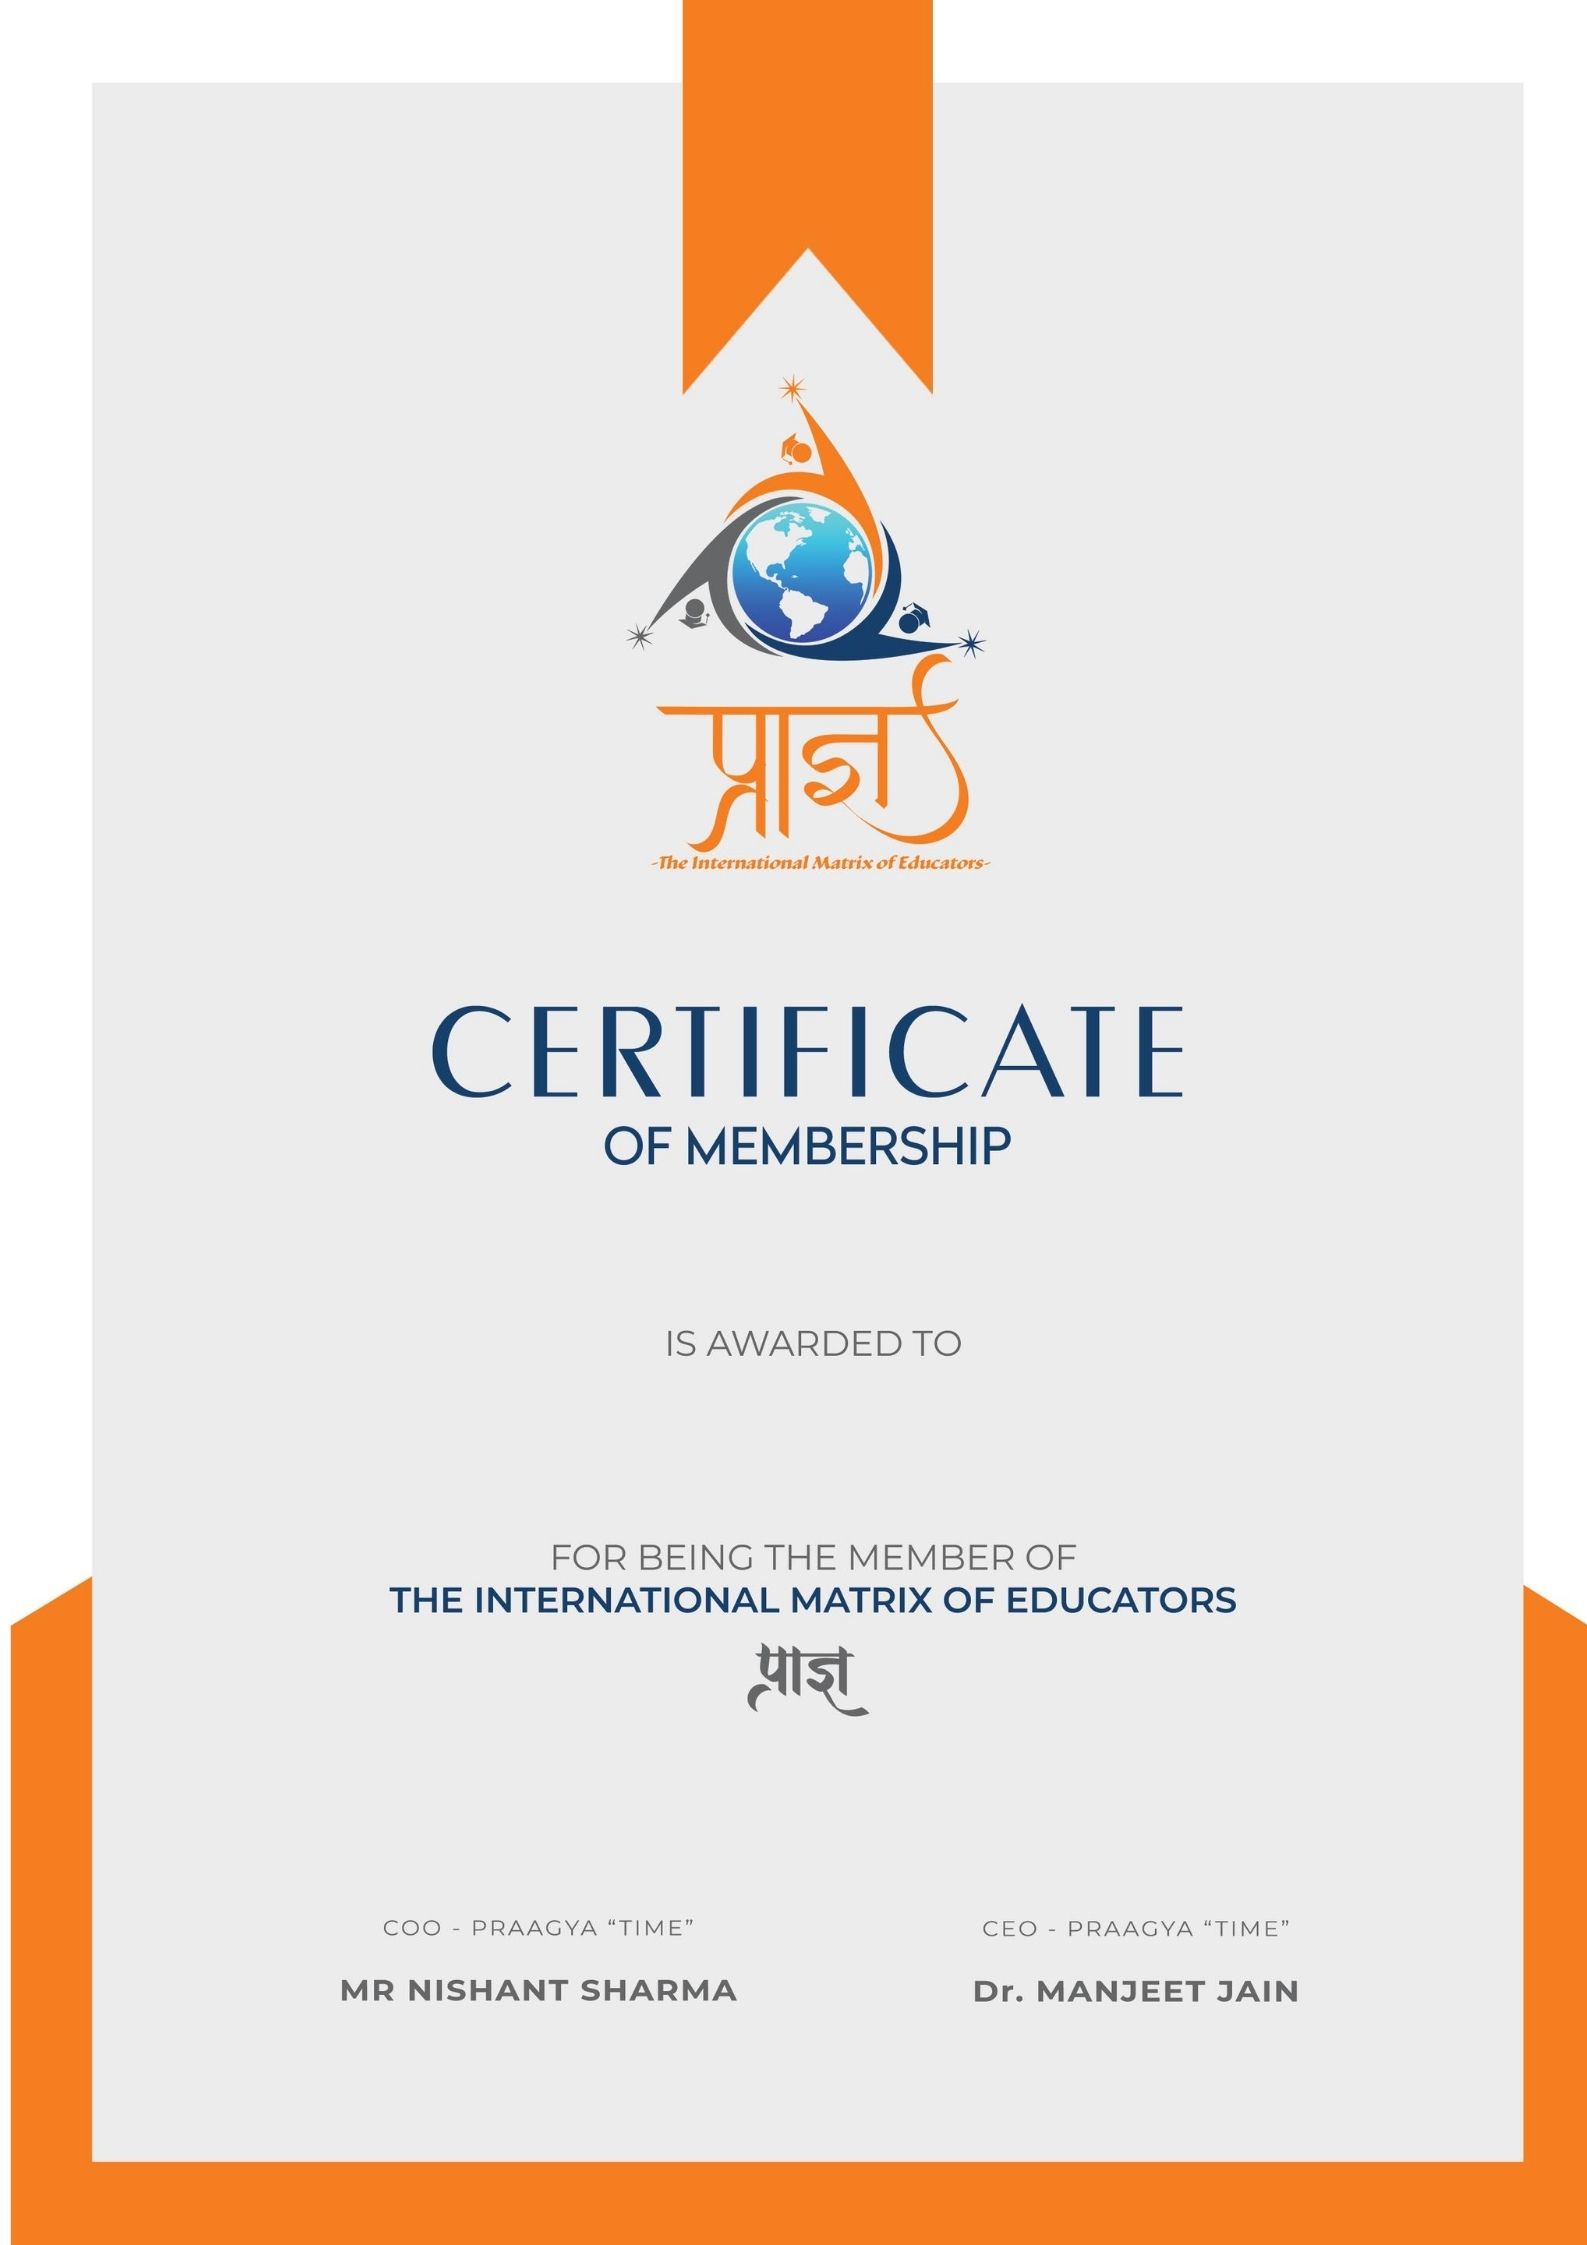 प्राज्ञ
-The International Matrix of Educators-
CERTIFICATE
OF MEMBERSHIP
IS AWARDED TO
FOR BEING THE MEMBER OF
THE INTERNATIONAL MATRIX OF EDUCATORS
प्राज्ञ
COO - PRAAGYA “TIME”
CEO - PRAAGYA “TIME”
MR NISHANT SHARMA
Dr. MANJEET JAIN